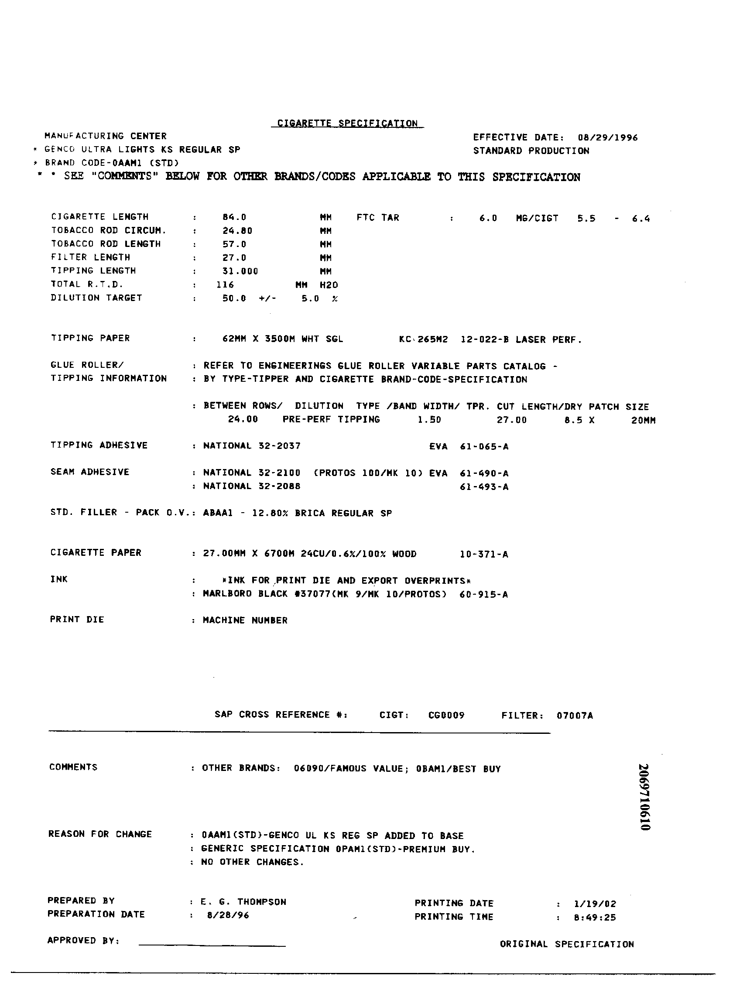 CIGARETTE SPECIFICATION
MANUFACTURING CENTER EFFECTIVE DATE: 08/29/1996
* GENCO ULTRA LIGHTS KS REGULAR SP STANDARD PRODUCTION
* BRAND CODE-0AAM1 (STD)
* * SEE "COMMENTS" BELOW FOR OTHER BRANDS/CODES APPLICABLE TO THIS SPECIFICATION
CIGARETTE LENGTH : 84.0 MM FTC TAR : 6.0 MG/CIGT 5.5 - 6.4
TOBACCO ROD CIRCUM. : 24.80 MM
TOBACCO ROD LENGTH : 57.0 MM
FILTER LENGTH : 27.0 MM
TIPPING LENGTH : 31.000 MM
TOTAL R.T.D. : 116 MM H2O
DILUTION TARGET : 50.0 +/- 5.0 %
TIPPING PAPER : 62MM X 3500M WHT SGL KC-265M2 12-022-B LASER PERF.
GLUE ROLLER/ : REFER TO ENGINEERINGS GLUE ROLLER VARIABLE PARTS CATALOG -
TIPPING INFORMATION : BY TYPE-TIPPER AND CIGARETTE BRAND-CODE-SPECIFICATION
: BETWEEN ROWS/ DILUTION TYPE /BAND WIDTH/ TPR. CUT LENGTH/DRY PATCH SIZE
24.00 PRE-PERF TIPPING 1.50 27.00 8.5 X 20MM
TIPPING ADHESIVE : NATIONAL 32-2037 EVA 61-065-A
SEAM ADHESIVE : NATIONAL 32-2100 (PROTOS 100/MK 10) EVA 61-490-A
: NATIONAL 32-2088 61-493-A
STD. FILLER - PACK O.V.: ABAA1 - 12.80% BRICA REGULAR SP
CIGARETTE PAPER : 27.00MM X 6700M 24CU/0.6%/100% WOOD 10-371-A
INK : *INK FOR PRINT DIE AND EXPORT OVERPRINTS*
: MARLBORO BLACK #37077(MK 9/MK 10/PROTOS) 60-915-A
PRINT DIE : MACHINE NUMBER
SAP CROSS REFERENCE #: CIGT: CG0009 FILTER: 07007A
COMMENTS : OTHER BRANDS: 06090/FAMOUS VALUE; 0BAM1/BEST BUY
2069710610
REASON FOR CHANGE : 0AAM1(STD)-GENCO UL KS REG SP ADDED TO BASE
: GENERIC SPECIFICATION 0PAM1(STD)-PREMIUM BUY.
: NO OTHER CHANGES.
PREPARED BY : E. G. THOMPSON PRINTING DATE : 1/19/02
PREPARATION DATE : 8/28/96 PRINTING TIME : 8:49:25
APPROVED BY: ORIGINAL SPECIFICATION